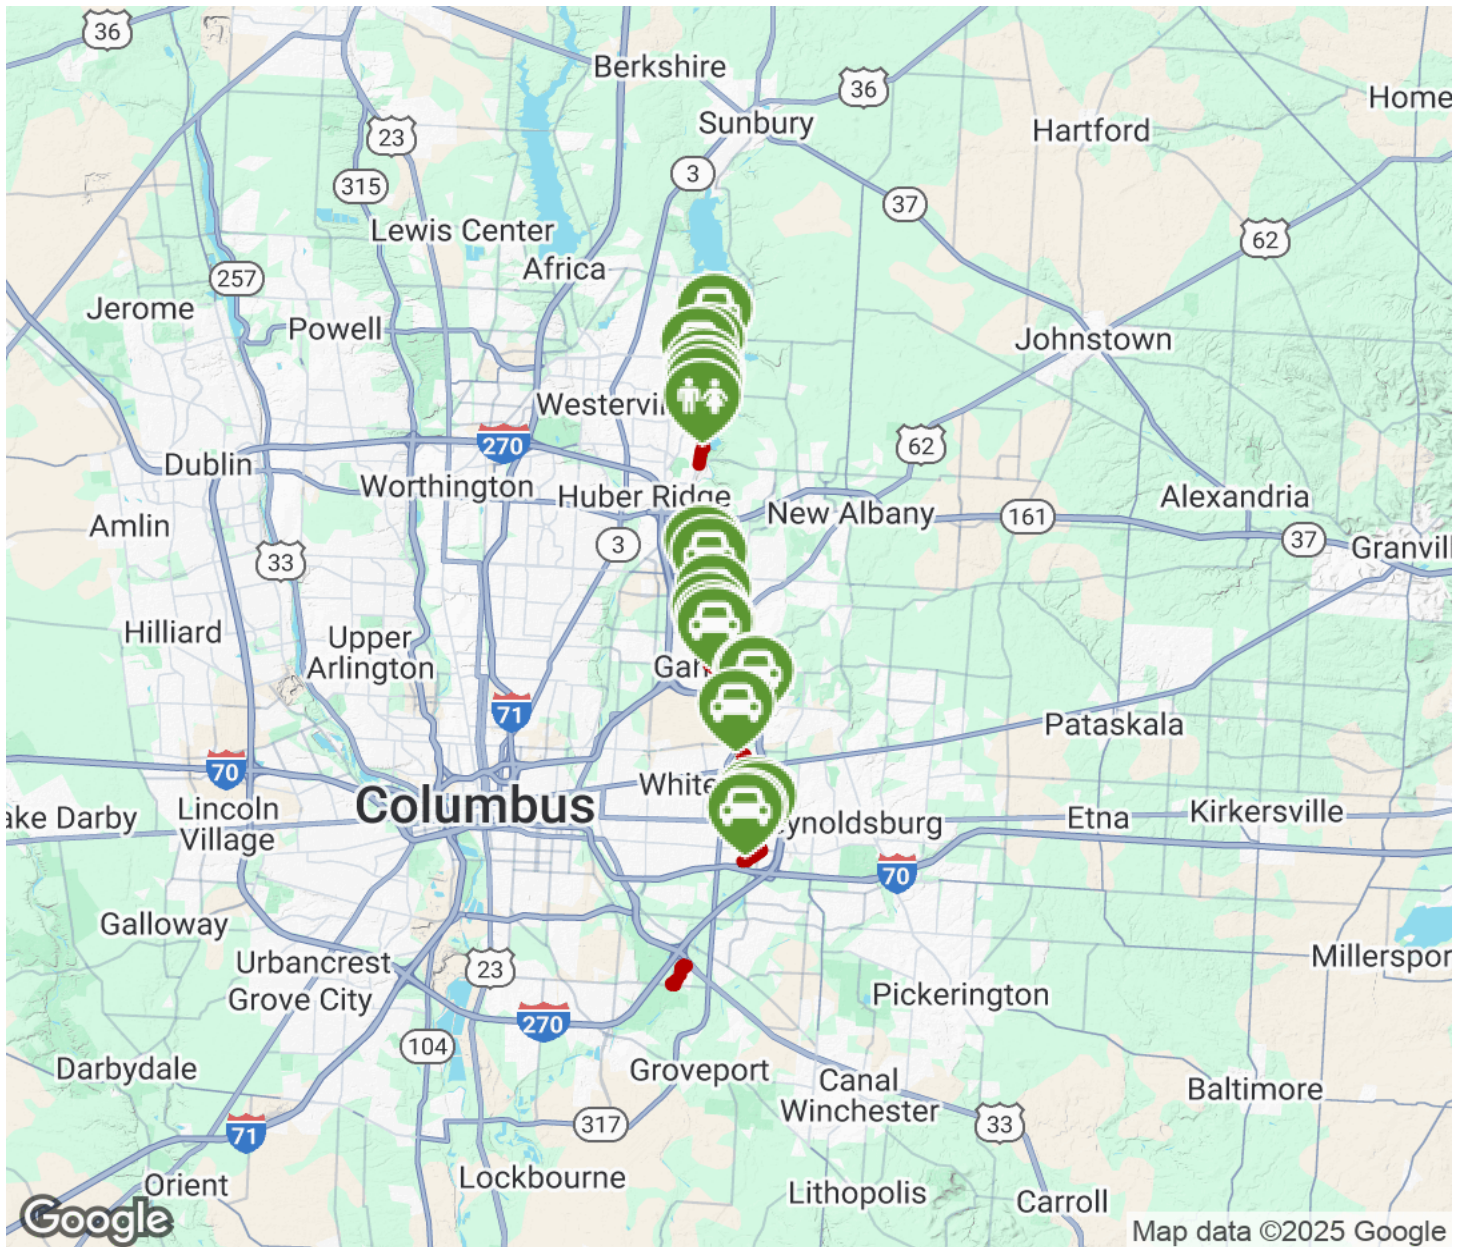 36
Berkshire
36
Home
Sunbury
Hartford
23
3
315
37
Lewis Center
62
Africa
257
Jerome
Powell
Johnstown
Westervi
62
270
Dublin
Worthington
Huber Ridge
Alexandria
New Albany
161
Amlin
37
3
Granvill
33
Hilliard
Upper
Arlington
Gah
71
Pataskala
70
White
Columbus
Lincoln
Village
ake Darby
Kirkersville
Etna
ynoldsburg
70
Galloway
Millerspor
Urbancrest
23
Grove City
Pickerington
270
104
Darbydale
Groveport
Canal
Winchester
Baltimore
71
317
33
Orient
Lockbourne
Lithopolis
Carroll
Google
Map data ©2025 Google